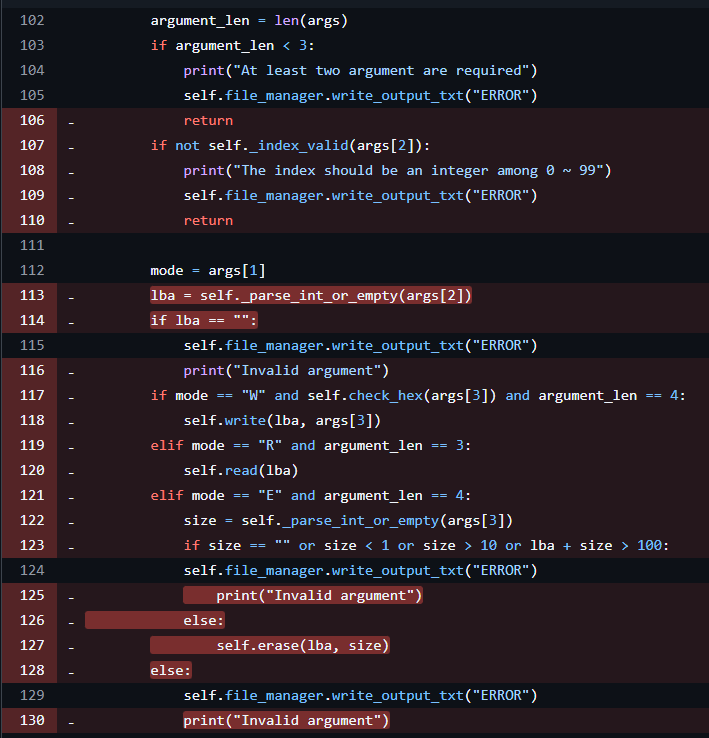 102 argument_len = len(args)
103 if argument_len < 3:
104 print("At least two argument are required")
105 self.file_manager.write_output_txt("ERROR")
106 - return
107 - if not self._index_valid(args[2]):
108 - print("The index should be an integer among 0 ~ 99")
109 - self.file_manager.write_output_txt("ERROR")
110 - return
111
112 mode = args[1]
113 - lba = self._parse_int_or_empty(args[2])
114 - if lba == "":
115 self.file_manager.write_output_txt("ERROR")
116 - print("Invalid argument")
117 - if mode == "W" and self.check_hex(args[3]) and argument_len == 4:
118 - self.write(lba, args[3])
119 - elif mode == "R" and argument_len == 3:
120 - self.read(lba)
121 - elif mode == "E" and argument_len == 4:
122 - size = self._parse_int_or_empty(args[3])
123 - if size == "" or size < 1 or size > 10 or lba + size > 100:
124 self.file_manager.write_output_txt("ERROR")
125 - print("Invalid argument")
126 - else:
127 - self.erase(lba, size)
128 - else:
129 self.file_manager.write_output_txt("ERROR")
130 - print("Invalid argument")